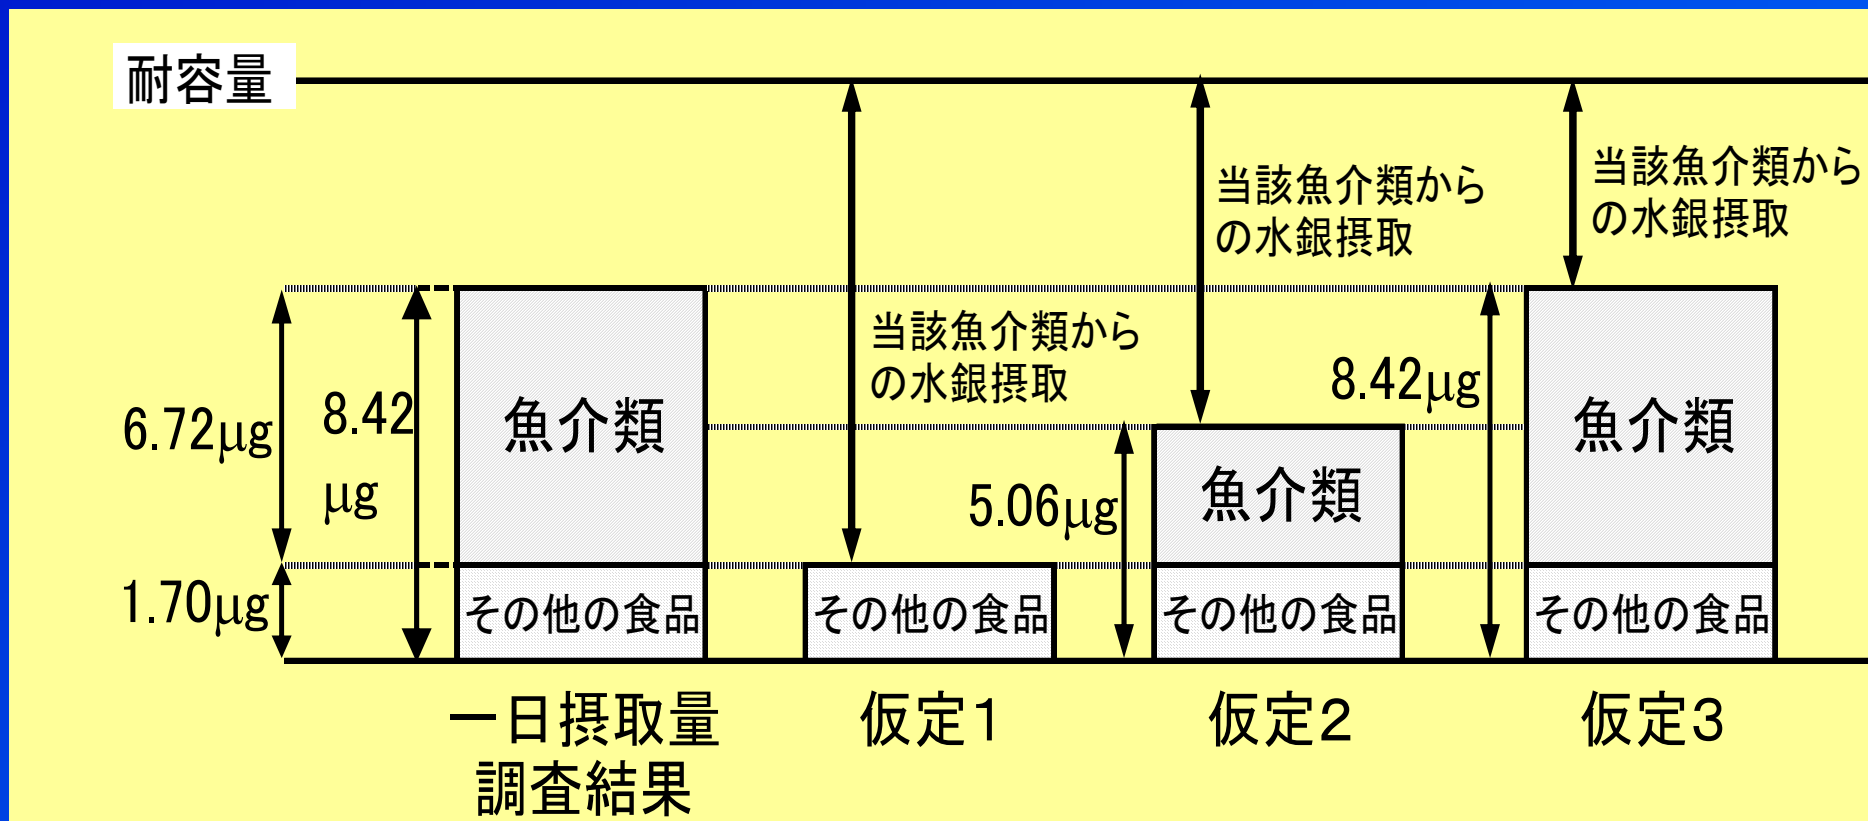 耐容量
当該魚介類から
の水銀摂取
当該魚介類から
の水銀摂取
当該魚介類から
の水銀摂取
6.72μg
8.42
μg
魚介類
5.06μg
魚介類
8.42μg
魚介類
1.70μg
その他の食品
その他の食品
その他の食品
その他の食品
一日摂取量
調査結果
仮定1
仮定2
仮定3